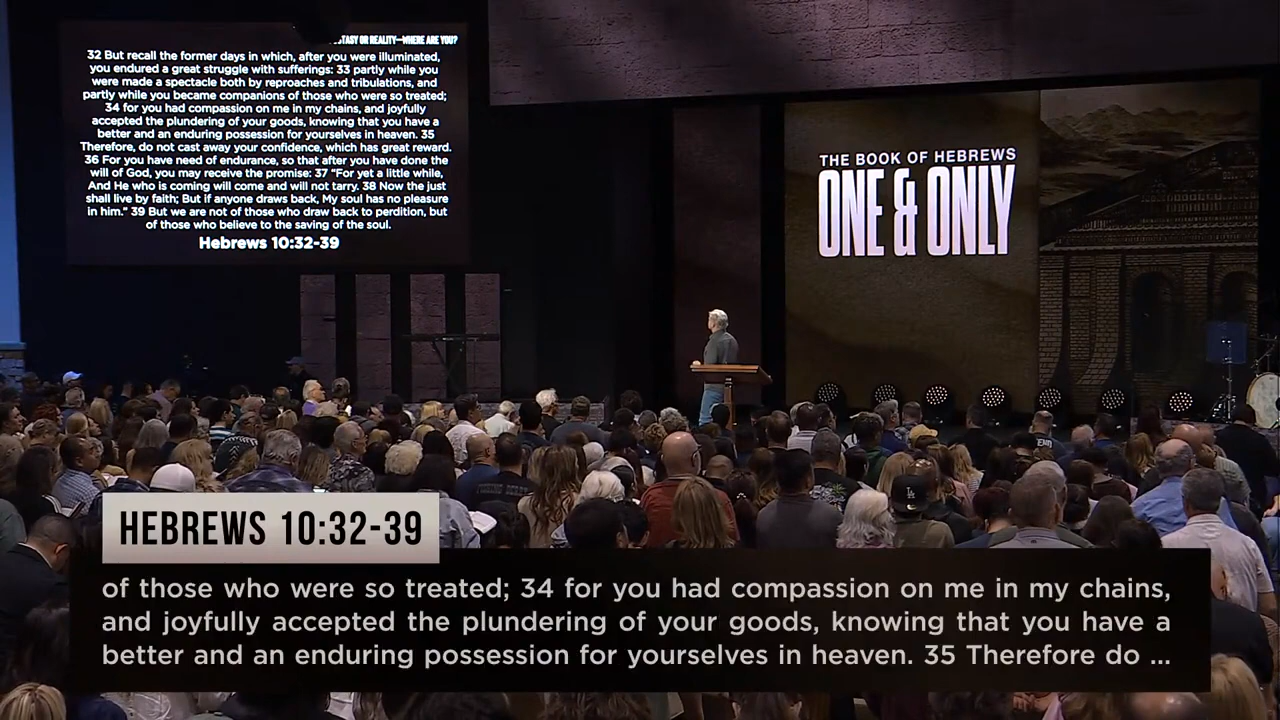 OR REALITY—WHERE ARE YOU?
32 But recall the former days in which, after you were illuminated,
you endured a great struggle with sufferings: 33 partly while you
were made a spectacle both by reproaches and tribulations, and
partly while you became companions of those who were so treated;
34 for you had compassion on me in my chains, and joyfully
accepted the plundering of your goods, knowing that you have a
better and an enduring possession for yourselves in heaven. 35
Therefore, do not cast away your confidence, which has great reward.
36 For you have need of endurance, so that after you have done the
will of God, you may receive the promise: 37 “For yet a little while,
And He who is coming will come and will not tarry. 38 Now the just
shall live by faith; But if anyone draws back, My soul has no pleasure
in him.” 39 But we are not of those who draw back to perdition, but
of those who believe to the saving of the soul.
Hebrews 10:32-39
THE BOOK OF HEBREWS
ONE & ONLY
LA
HEBREWS 10:32-39
of those who were so treated; 34 for you had compassion on me in my chains,
and joyfully accepted the plundering of your goods, knowing that you have a
better and an enduring possession for yourselves in heaven. 35 Therefore do ...